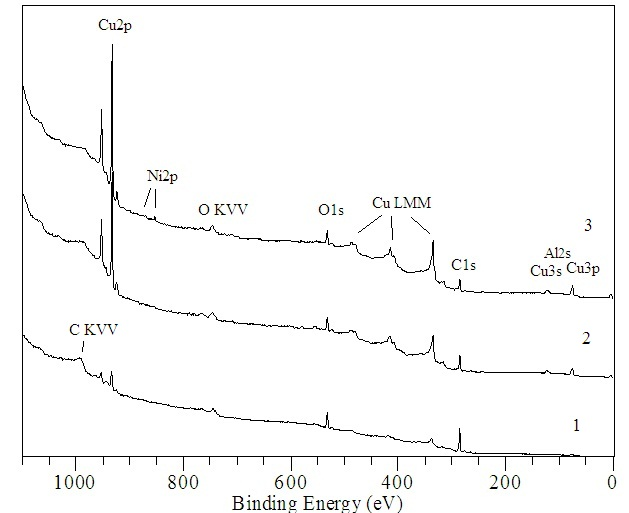 Cu2p
Ni2p
O KVV
O1s
Cu LMM
3
Al2s
C1s
Cu3s
Cu3p
2
C KVV
1
1000
800
600
400
200
0
Binding Energy (eV)